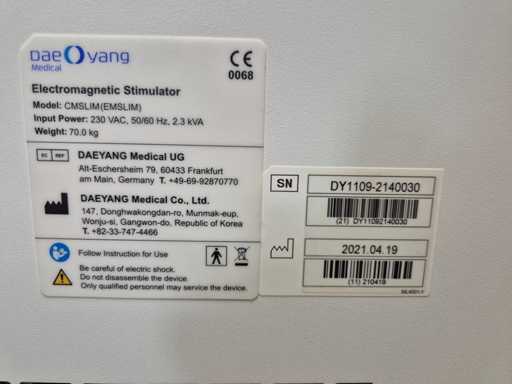 Daeyang
Medical
CE
0068
Electromagnetic Stimulator
Model: CMSLIM(EMSLIM)
Input Power: 230 VAC, 50/60 Hz, 2.3 kVA
Weight: 70.0 kg
EC REP
DAEYANG Medical UG
Alt-Eschersheim 79, 60433 Frankfurt
am Main, Germany T. +49-69-92870770
DAEYANG Medical Co., Ltd.
147, Donghwakongdan-ro, Munmak-eup,
Wonju-si, Gangwon-do, Republic of Korea
T. +82-33-747-4466
Follow Instruction for Use
Be careful of electric shock.
Do not disassemble the device.
Only qualified personnel may service the device.
SN
DY1109-2140030
(21) DY11092140030
2021.04.19
(11) 210419